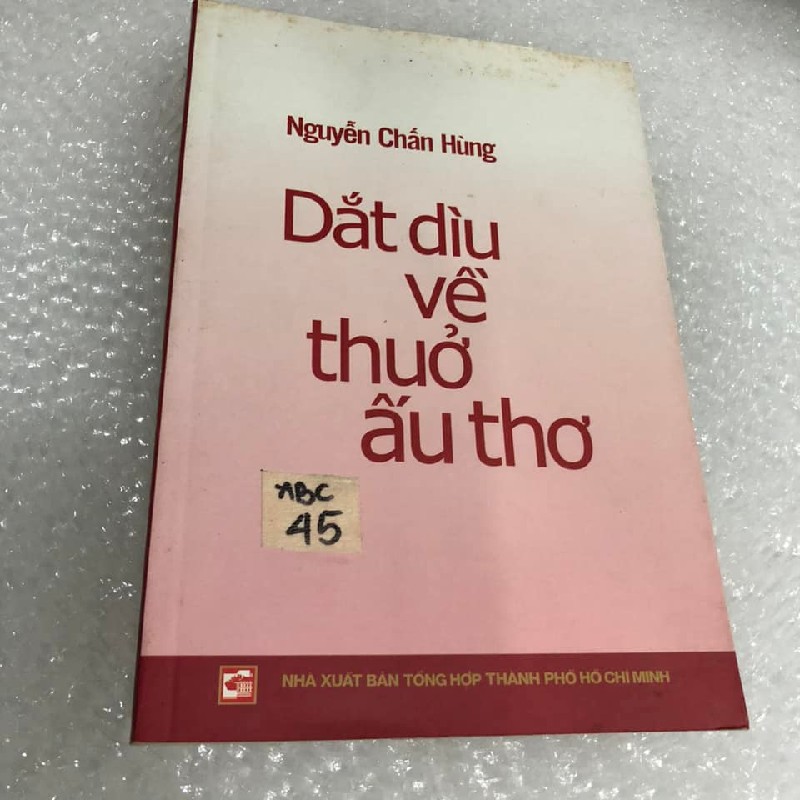 Nguyễn Chấn Hùng
Dắt dìu
về
thuở
ấu thơ
ABC
45
NHÀ XUẤT BẢN TỔNG HỢP THÀNH PHỐ HỒ CHÍ MINH